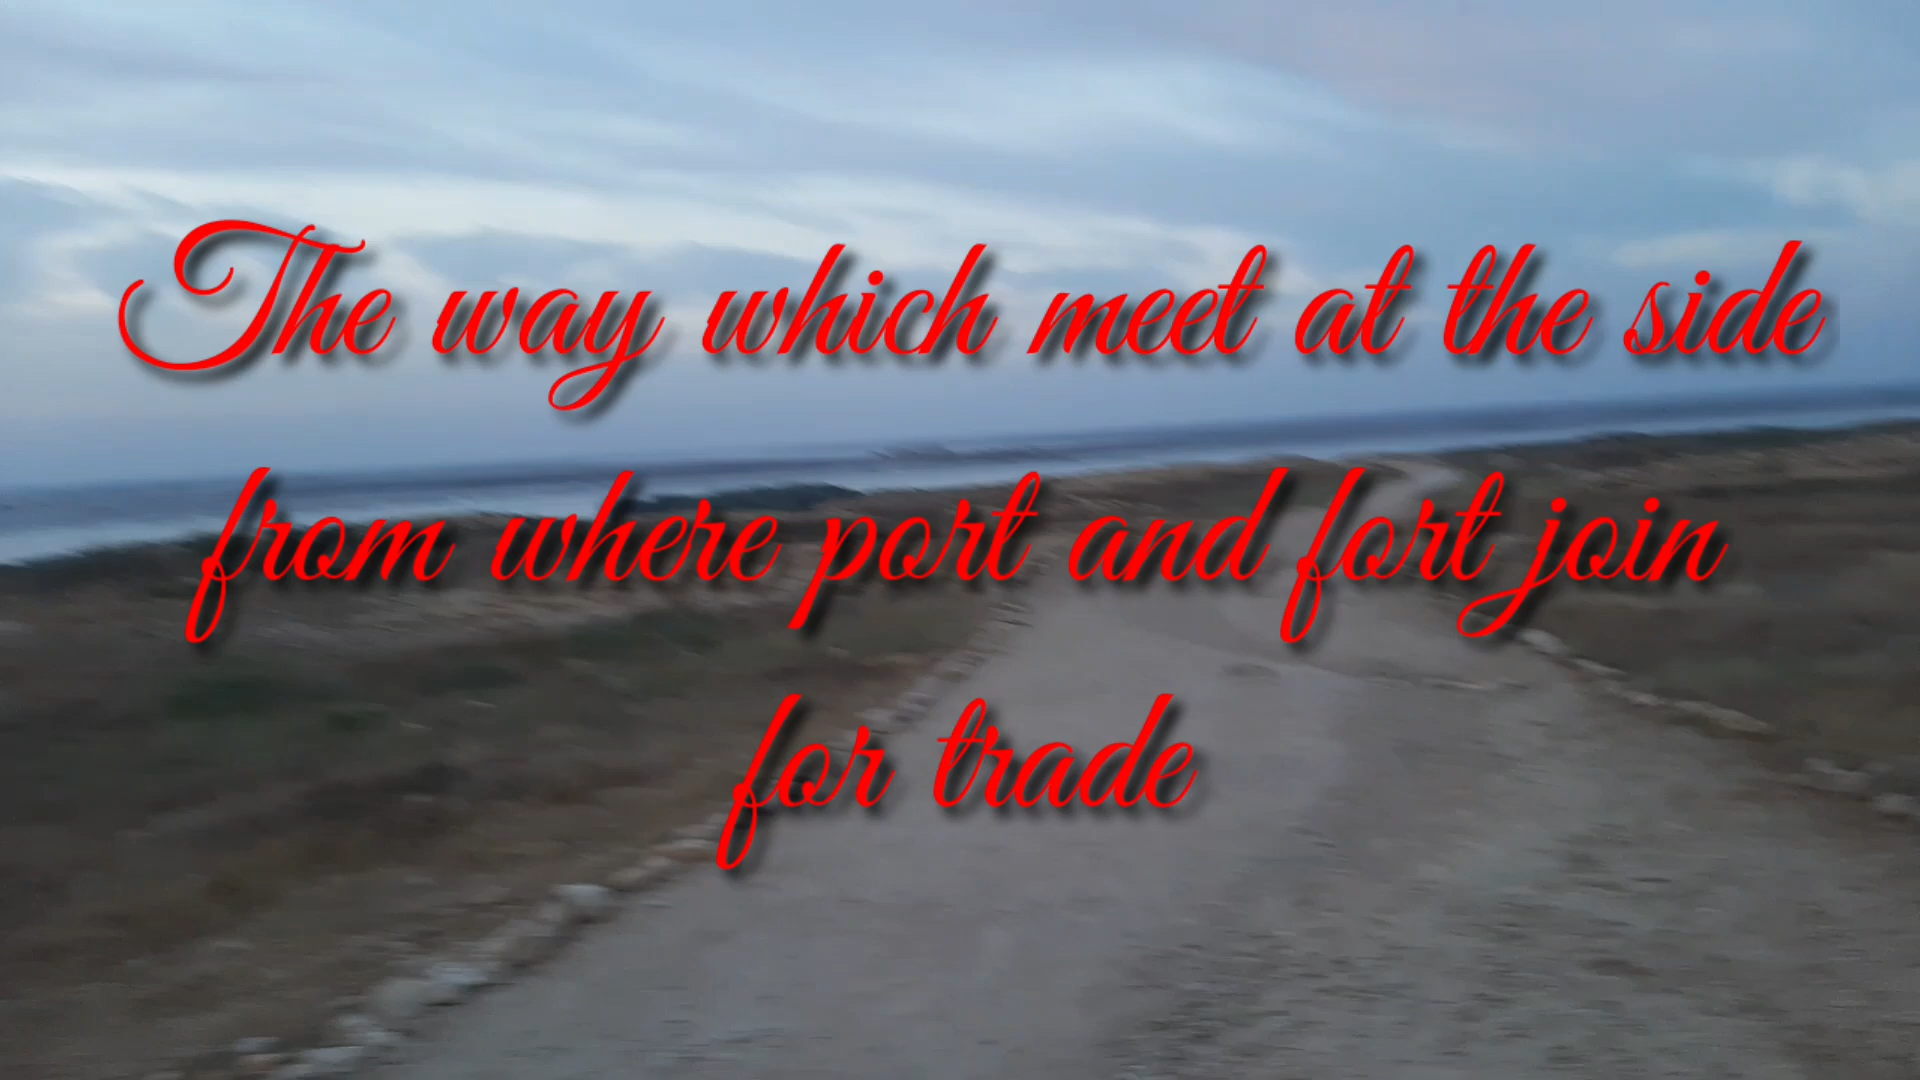 The way which meet at the side
from where port and fort join
for trade